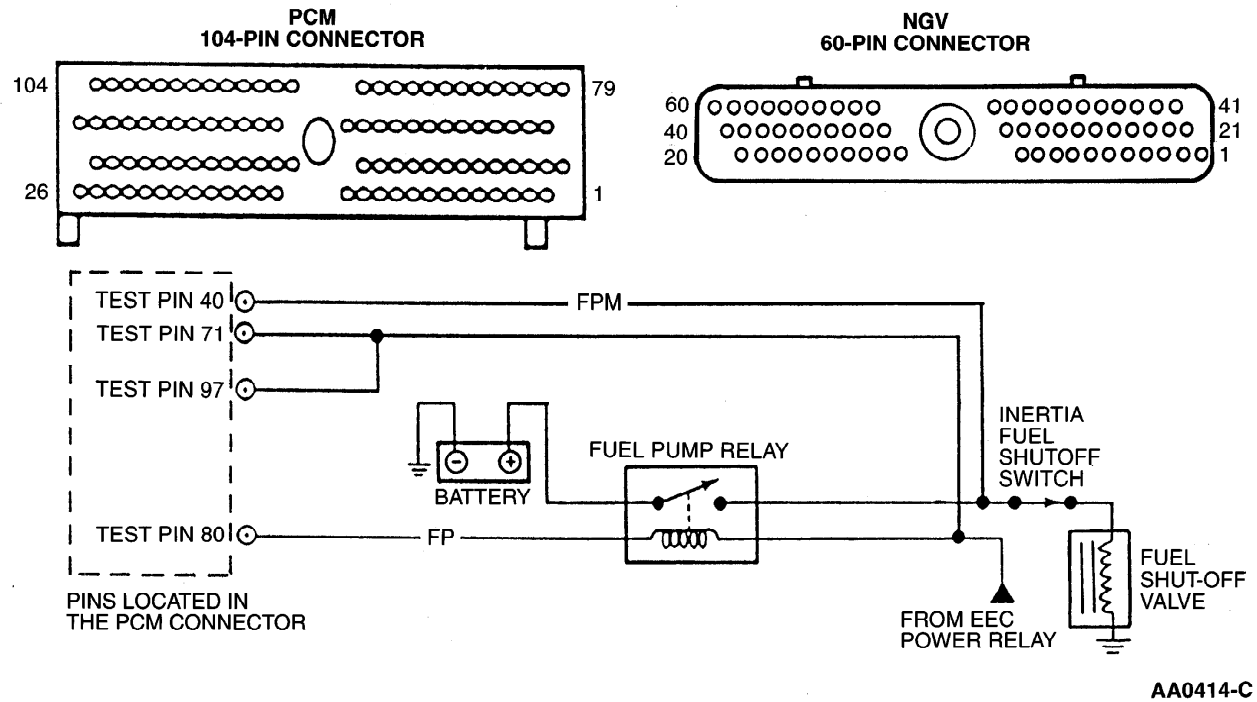 PCM
104-PIN CONNECTOR
NGV
60-PIN CONNECTOR
104
79
26
1
60
41
40
21
20
1
TEST PIN 40
FPM
TEST PIN 71
TEST PIN 97
INERTIA
FUEL
SHUTOFF
SWITCH
FUEL PUMP RELAY
BATTERY
TEST PIN 80
FP
FUEL
SHUT-OFF
VALVE
PINS LOCATED IN
THE PCM CONNECTOR
FROM EEC
POWER RELAY
AA0414-C